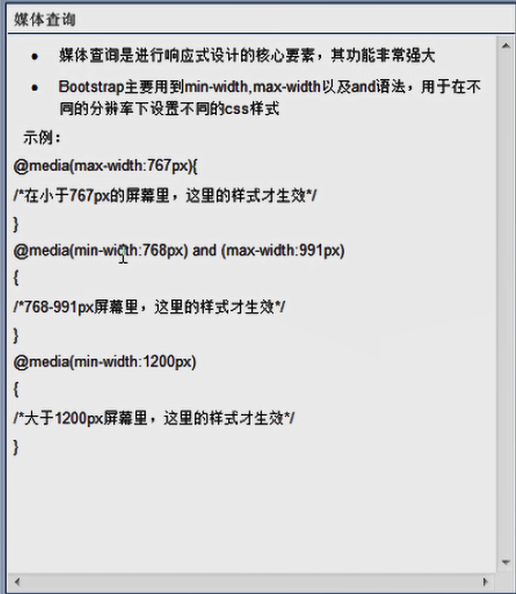 媒体查询
● 媒体查询是进行响应式设计的核心要素，其功能非常强大
● Bootstrap主要用到min-width,max-width以及and语法，用于在不
同的分辨率下设置不同的css样式
示例：
@media(max-width:767px){
/*在小于767px的屏幕里，这里的样式才生效*/
}
@media(min-width:768px) and (max-width:991px)
{
/*768-991px屏幕里，这里的样式才生效*/
}
@media(min-width:1200px)
{
/*大于1200px屏幕里，这里的样式才生效*/
}